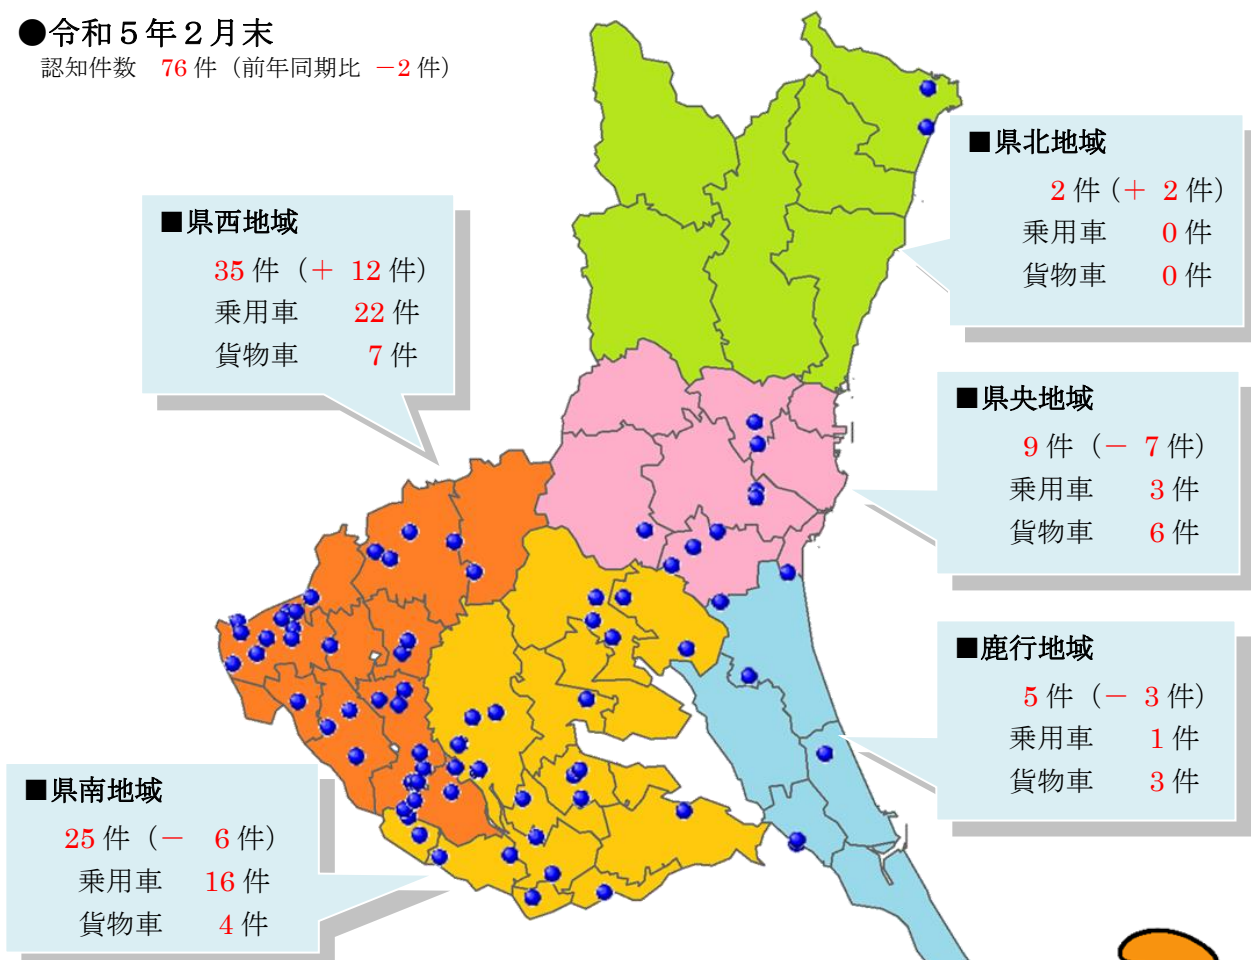 ●令和５年２月末
認知件数 76 件（前年同期比 －2 件）
■県北地域
2 件（＋ 2 件）
乗用車 0 件
貨物車 0 件
■県西地域
35 件（＋ 12 件）
乗用車 22 件
貨物車 7 件
■県央地域
9 件（－ 7 件）
乗用車 3 件
貨物車 6 件
■鹿行地域
5 件（－ 3 件）
乗用車 1 件
貨物車 3 件
■県南地域
25 件（－ 6 件）
乗用車 16 件
貨物車 4 件